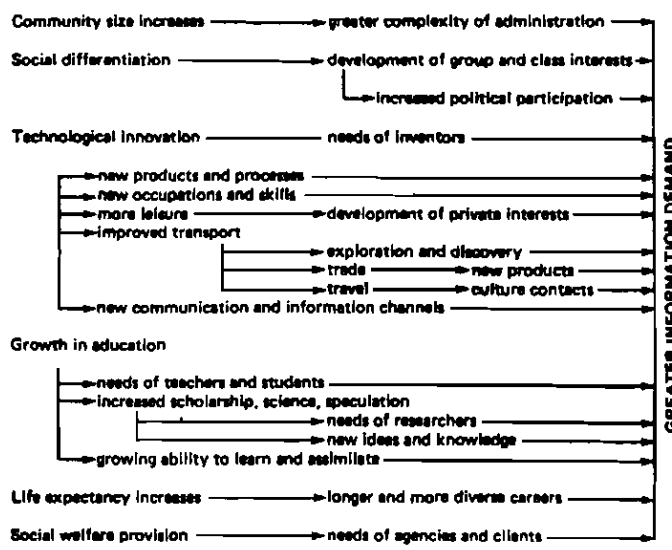 Community size increases greater complexity of administration
Social differentiation development of group and class interests
increased political participation
Technological innovation needs of inventors
new products and processes
new occupations and skills
more leisure development of private interests
improved transport
exploration and discovery
trade new products
travel culture contacts
new communication and information channels
Growth in education
needs of teachers and students
increased scholarship, science, speculation
needs of researchers
new ideas and knowledge
growing ability to learn and assimilate
Life expectancy increases longer and more diverse careers
Social welfare provision needs of agencies and clients
GREATER INFORMATION DEMAND